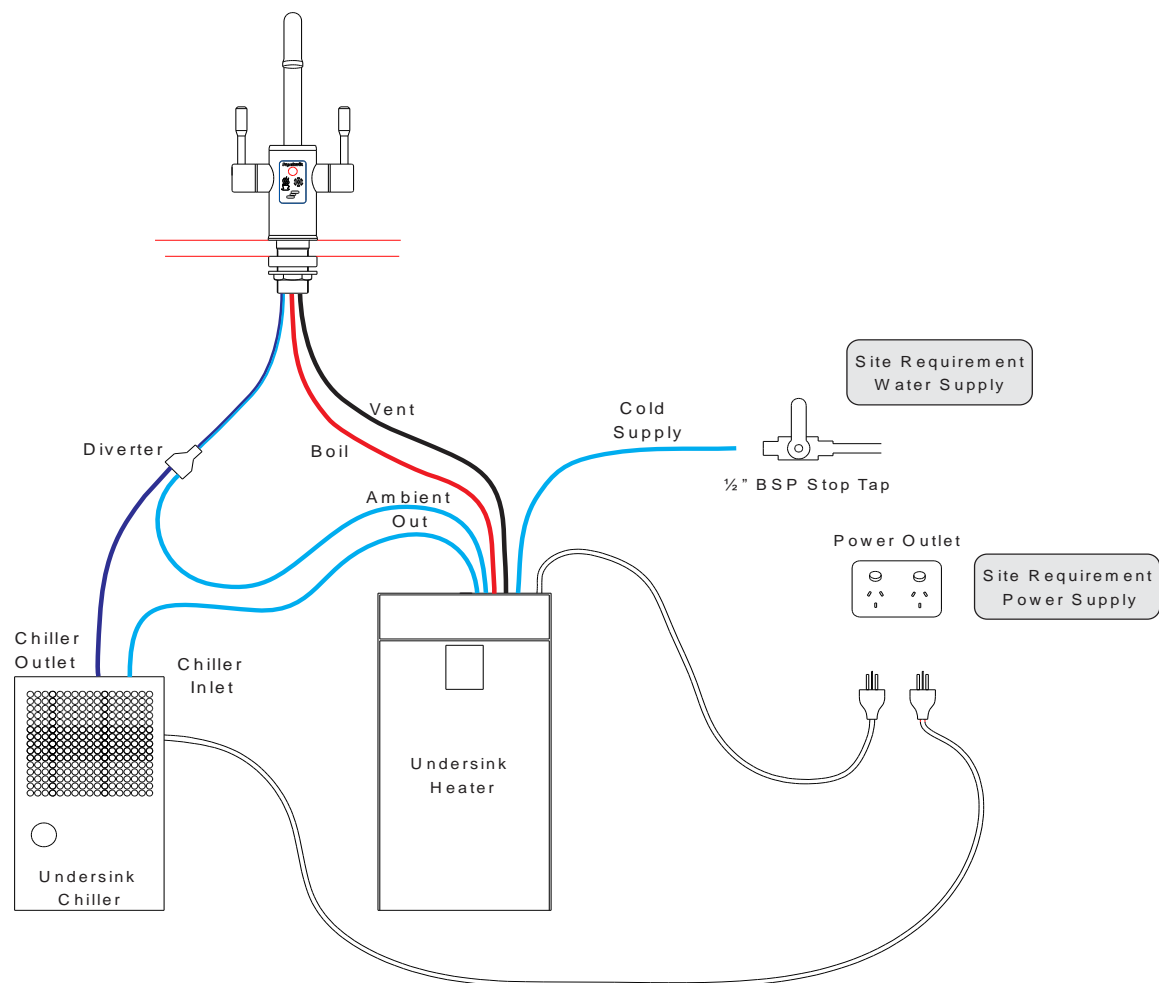 Site Requirement
Water Supply
Vent
Cold
Supply
Diverter
Boil
½" BSP Stop Tap
Ambient
Out
Power Outlet
Site Requirement
Power Supply
Chiller
Outlet
Chiller
Inlet
Undersink
Heater
Undersink
Chiller